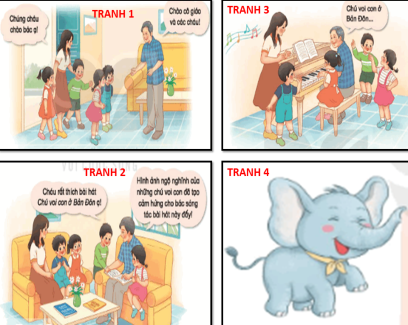 TRANH 1
Chúng cháu
chào bác ạ!
Chào cô giáo
và các cháu!
TRANH 3
Chú voi con ở
Bản Đôn...
TRANH 2
Cháu rất thích bài hát
Chú voi con ở Bản Đôn ạ!
Hình ảnh ngộ nghĩnh của
những chú voi con đã tạo
cảm hứng cho bác sáng
tác bài hát này đấy!
TRANH 4